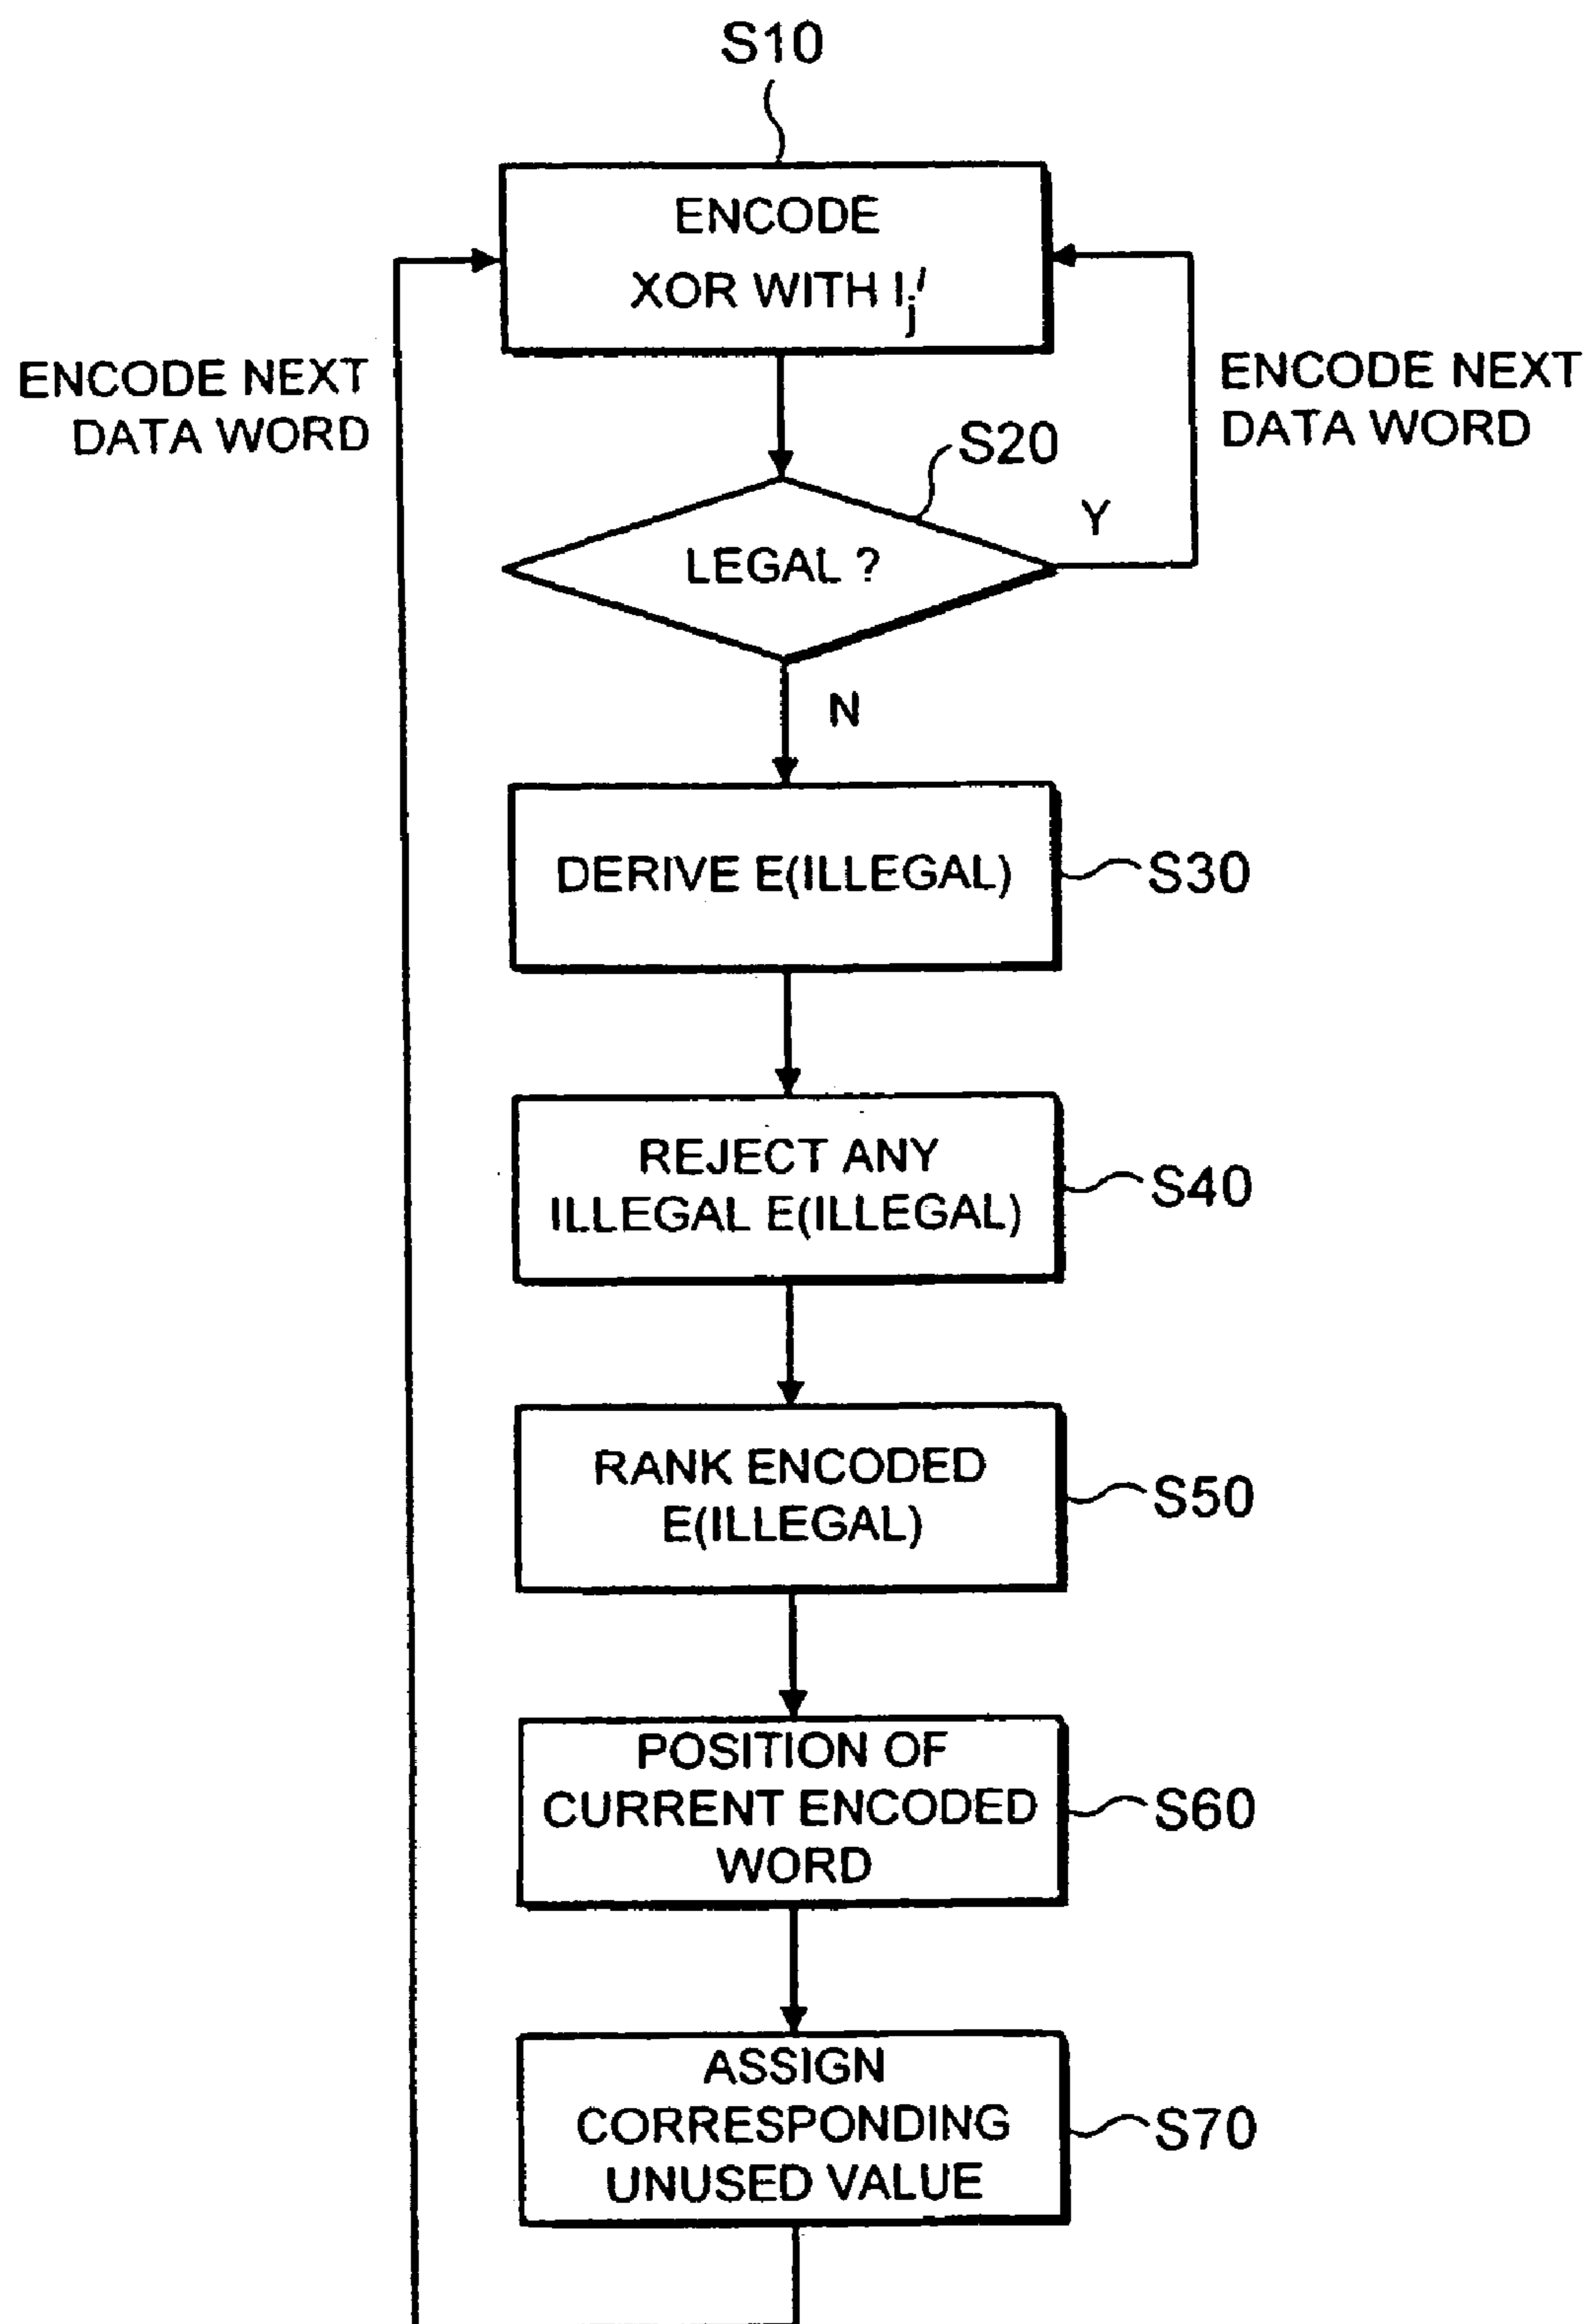 S10
ENCODE
XOR WITH I'j
ENCODE NEXT
DATA WORD
ENCODE NEXT
DATA WORD
S20
LEGAL ?
Y
N
DERIVE E(ILLEGAL)
S30
REJECT ANY
ILLEGAL E(ILLEGAL)
S40
RANK ENCODED
E(ILLEGAL)
S50
POSITION OF
CURRENT ENCODED
WORD
S60
ASSIGN
CORRESPONDING
UNUSED VALUE
S70